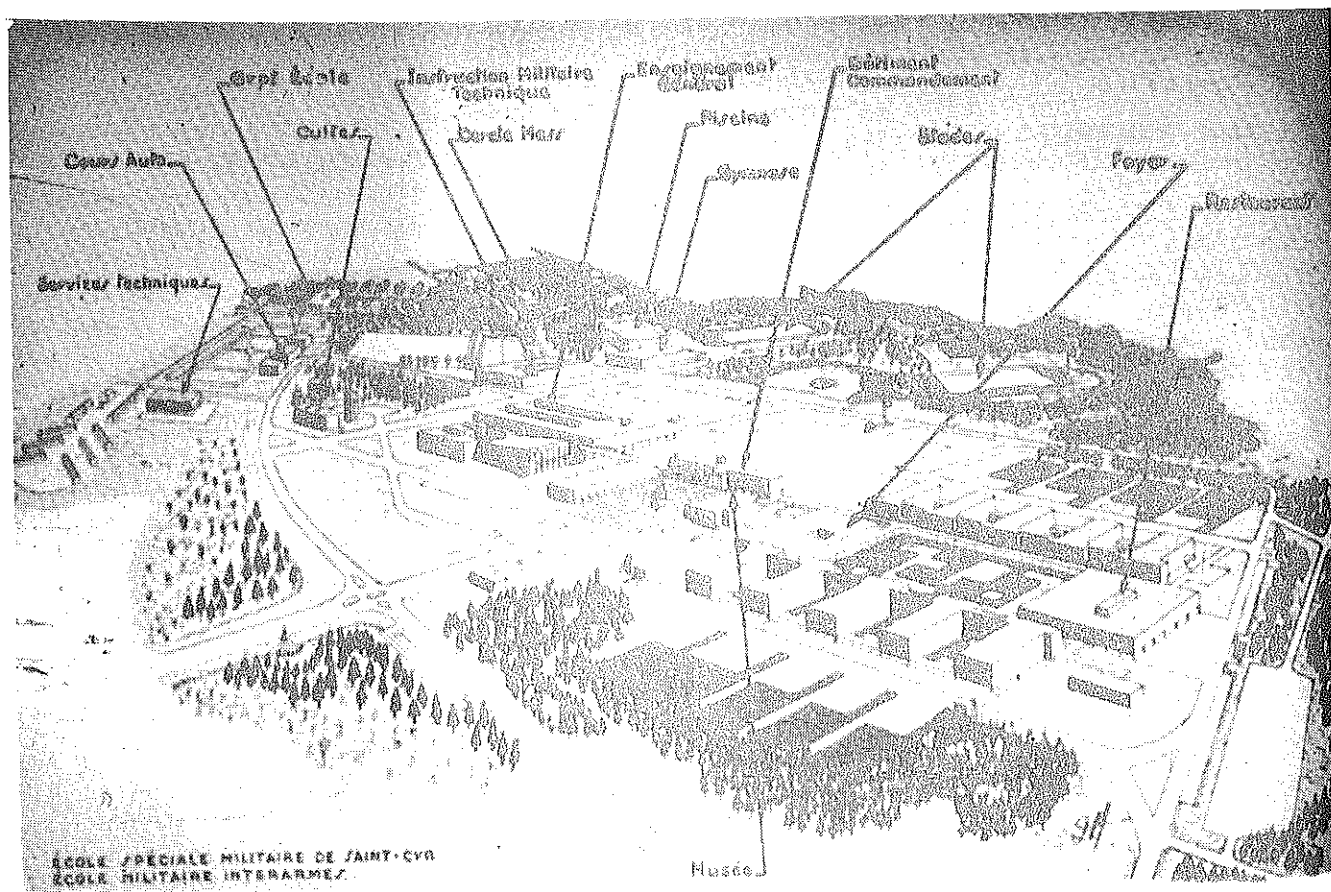 Grpt École
Instruction Militaire
Technique
Enseignement
Général
Bâtiment
Commandement
Cultes
Cercle Mess
Piscine
Stades
Cours Auto
Gymnase
Foyer
Restaurant
Services Techniques
ÉCOLE SPÉCIALE MILITAIRE DE SAINT-CYR
ÉCOLE MILITAIRE INTERARMES
Musée